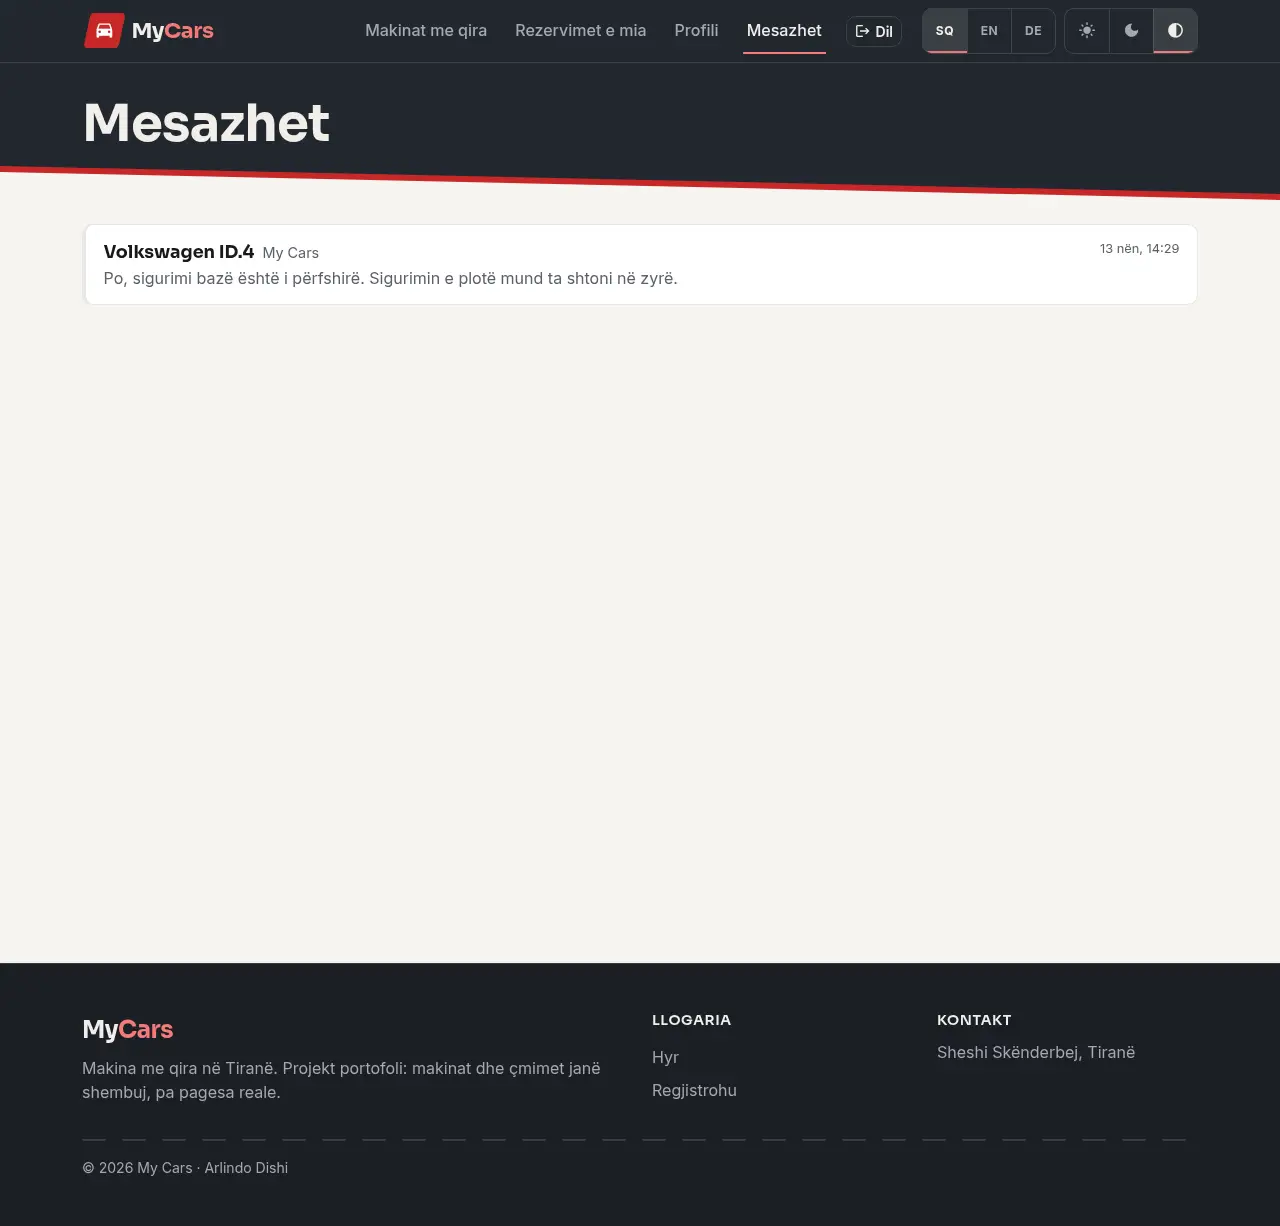 MyCars
Makinat me qira
Rezervimet e mia
Profili
Mesazhet
Dil
SQ
EN
DE
Mesazhet
Volkswagen ID.4 My Cars
13 nën, 14:29
Po, sigurimi bazë është i përfshirë. Sigurimin e plotë mund ta shtoni në zyrë.
MyCars
Makina me qira në Tiranë. Projekt portofoli: makinat dhe çmimet janë
shembuj, pa pagesa reale.
LLOGARIA
Hyr
Regjistrohu
KONTAKT
Sheshi Skënderbej, Tiranë
© 2026 My Cars · Arlindo Dishi